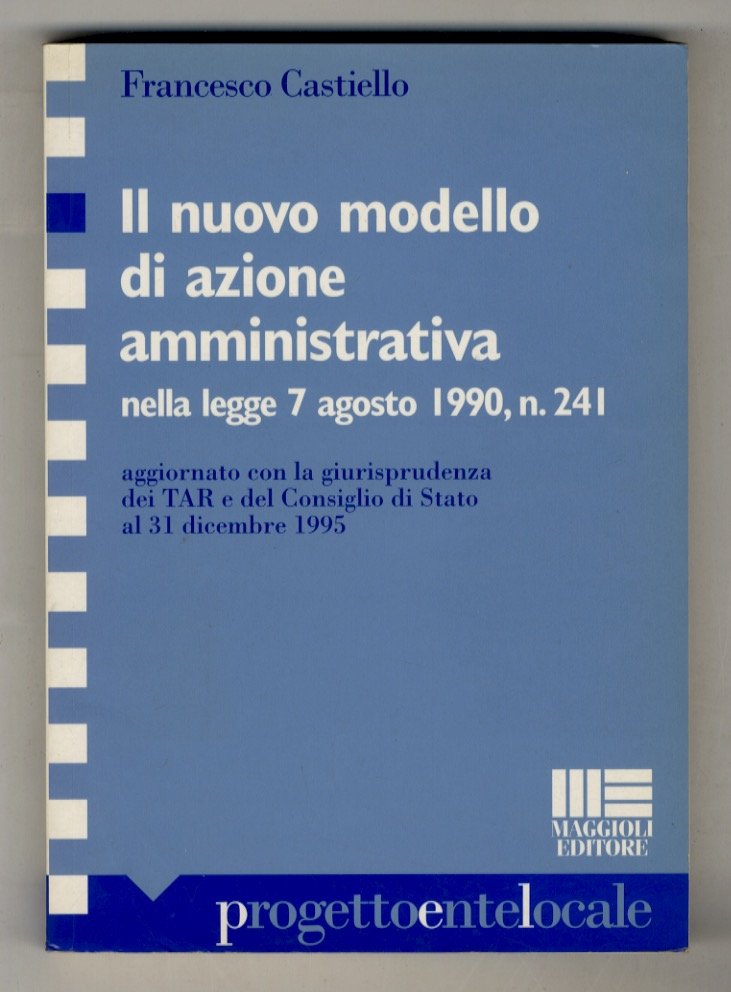 Francesco Castiello
Il nuovo modello
di azione
amministrativa
nella legge 7 agosto 1990, n. 241
aggiornato con la giurisprudenza
dei TAR e del Consiglio di Stato
al 31 dicembre 1995
MAGGIOLI
EDITORE
progettoentelocale